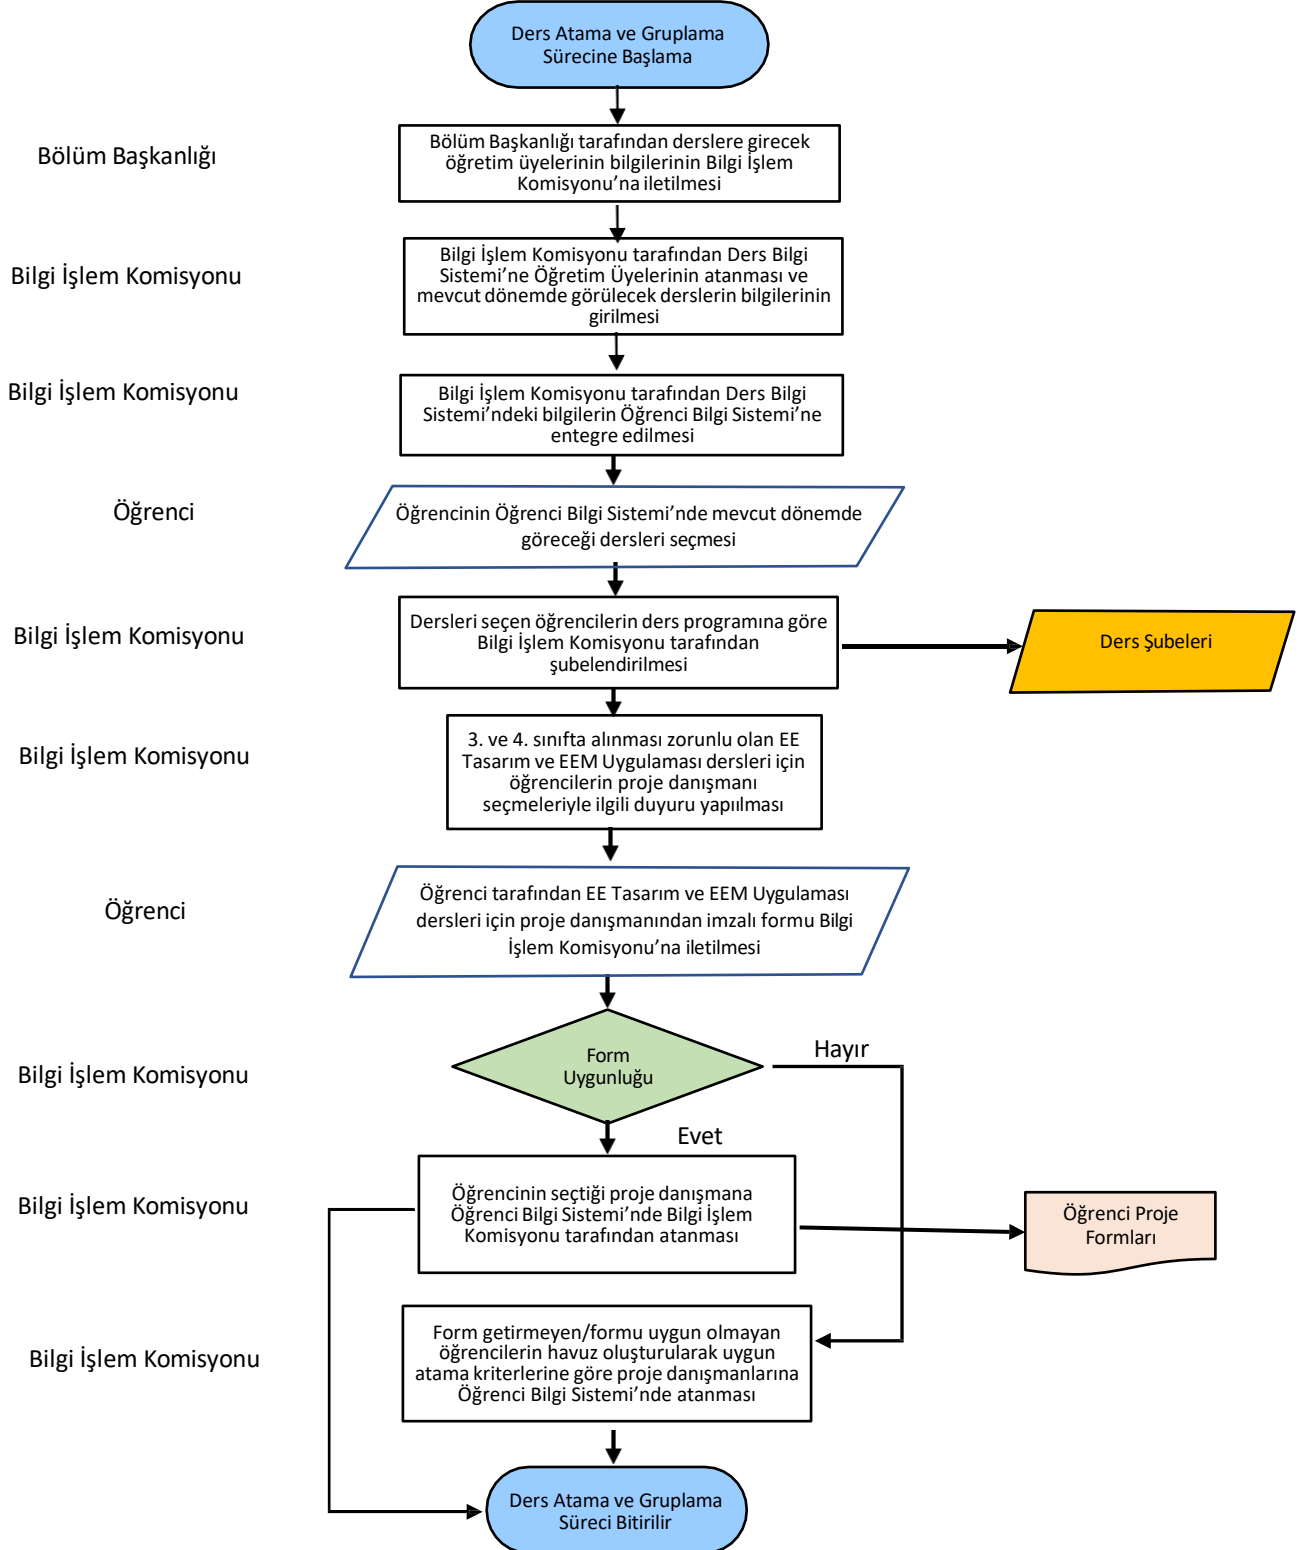 Ders Atama ve Gruplama
Sürecine Başlama
Bölüm Başkanlığı
Bölüm Başkanlığı tarafından derslere girecek
öğretim üyelerinin bilgilerinin Bilgi İşlem
Komisyonu’na iletilmesi
Bilgi İşlem Komisyonu
Bilgi İşlem Komisyonu tarafından Ders Bilgi
Sistemi’ne Öğretim Üyelerinin atanması ve
mevcut dönemde görülecek derslerin bilgilerinin
girilmesi
Bilgi İşlem Komisyonu
Bilgi İşlem Komisyonu tarafından Ders Bilgi
Sistemi’ndeki bilgilerin Öğrenci Bilgi Sistemi’ne
entegre edilmesi
Öğrenci
Öğrencinin Öğrenci Bilgi Sistemi’nde mevcut dönemde
göreceği dersleri seçmesi
Bilgi İşlem Komisyonu
Dersleri seçen öğrencilerin ders programına göre
Bilgi İşlem Komisyonu tarafından
şubelendirilmesi
Ders Şubeleri
Bilgi İşlem Komisyonu
3. ve 4. sınıfta alınması zorunlu olan EE
Tasarım ve EEM Uygulaması dersleri için
öğrencilerin proje danışmanı
seçmeleriyle ilgili duyuru yapıılması
Öğrenci
Öğrenci tarafından EE Tasarım ve EEM Uygulaması
dersleri için proje danışmanından imzalı formu Bilgi
İşlem Komisyonu’na iletilmesi
Bilgi İşlem Komisyonu
Form
Uygunluğu
Hayır
Evet
Bilgi İşlem Komisyonu
Öğrencinin seçtiği proje danışmana
Öğrenci Bilgi Sistemi’nde Bilgi İşlem
Komisyonu tarafından atanması
Öğrenci Proje
Formları
Bilgi İşlem Komisyonu
Form getirmeyen/formu uygun olmayan
öğrencilerin havuz oluşturularak uygun
atama kriterlerine göre proje danışmanlarına
Öğrenci Bilgi Sistemi’nde atanması
Ders Atama ve Gruplama
Süreci Bitirilir